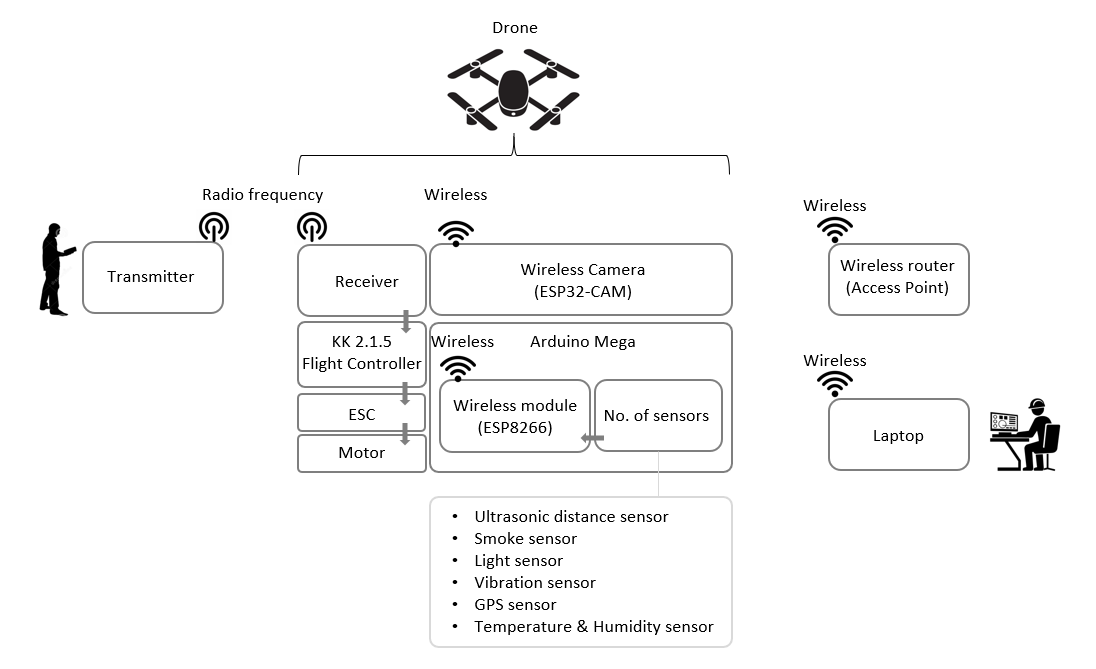 Drone
Radio frequency
Wireless
Wireless
Transmitter
Receiver
Wireless Camera
(ESP32-CAM)
Wireless router
(Access Point)
KK 2.1.5
Flight Controller
Wireless
Arduino Mega
Wireless
ESC
Motor
Wireless module
(ESP8266)
No. of sensors
Laptop
• Ultrasonic distance sensor
• Smoke sensor
• Light sensor
• Vibration sensor
• GPS sensor
• Temperature & Humidity sensor